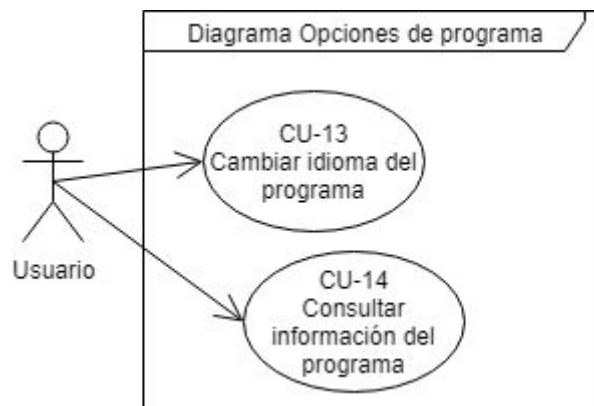 Diagrama Opciones de programa
CU-13
Cambiar idioma del
programa
Usuario
CU-14
Consultar
información del
programa